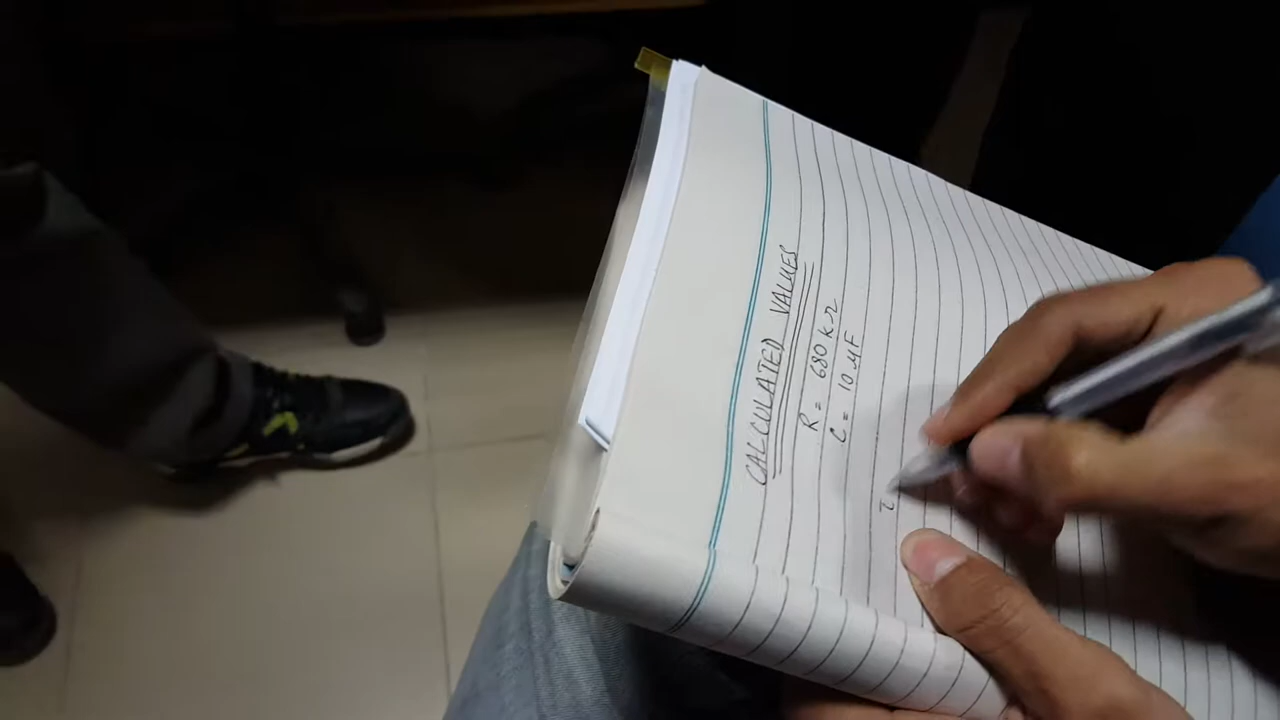 CALCULATED VALUES
R = 680 kΩ
C = 10 μF
τ